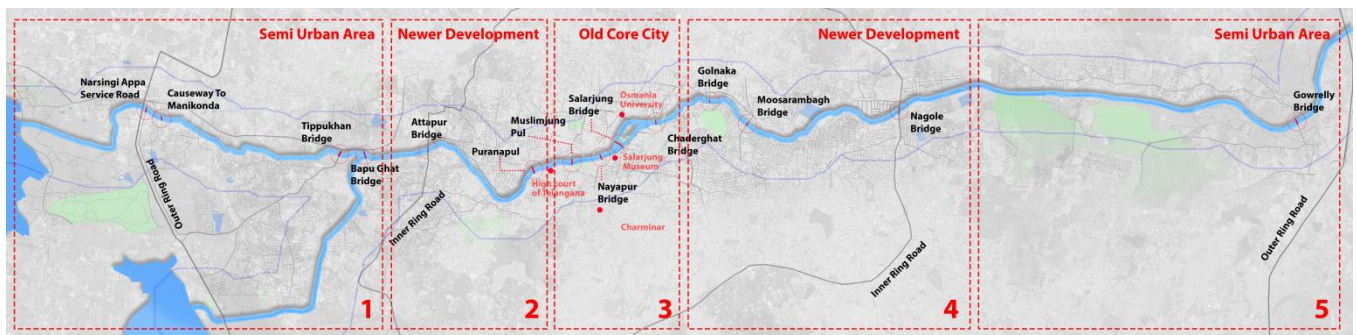 Semi Urban Area
Newer Development
Old Core City
Newer Development
Semi Urban Area
Narsingi Appa
Service Road
Causeway To
Manikonda
Tippukhan
Bridge
Bapu Ghat
Bridge
Outer Ring Road
1
Attapur
Bridge
Puranapul
Inner Ring Road
2
Muslimjung
Pul
Salarjung
Bridge
Osmania
University
High court
of Telangana
Salarjung
Museum
Nayapur
Bridge
Charminar
3
Golnaka
Bridge
Chaderghat
Bridge
Moosarambagh
Bridge
Nagole
Bridge
Inner Ring Road
4
Gowrelly
Bridge
Outer Ring Road
5